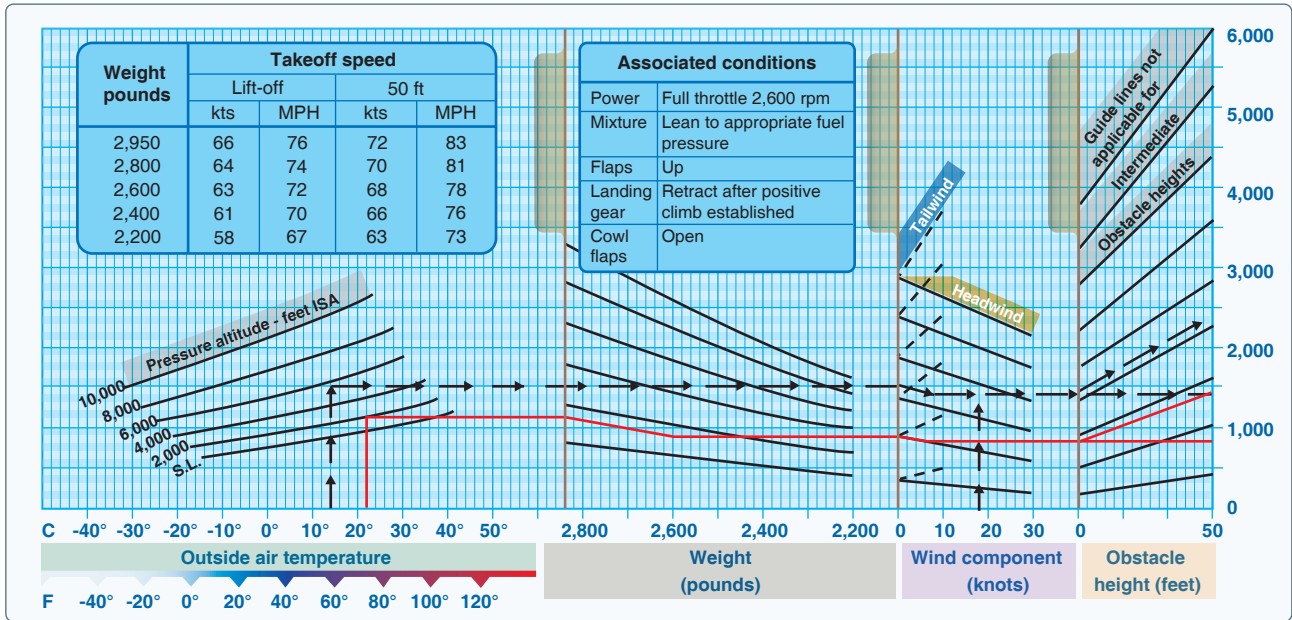 Weight
pounds
Takeoff speed
Lift-off
50 ft
kts MPH kts MPH
2,950 66 76 72 83
2,800 64 74 70 81
2,600 63 72 68 78
2,400 61 70 66 76
2,200 58 67 63 73
Associated conditions
Power Full throttle 2,600 rpm
Mixture Lean to appropriate fuel
pressure
Flaps Up
Landing Retract after positive
gear climb established
Cowl Open
flaps
Tailwind
Headwind
Guide lines not
applicable for
Intermediate
Obstacle heights
6,000
5,000
4,000
3,000
2,000
1,000
0
Pressure altitude - feet ISA
10,000
8,000
6,000
4,000
2,000
S.L.
C -40° -30° -20° -10° 0° 10° 20° 30° 40° 50° 2,800 2,600 2,400 2,200 0 10 20 30 0 50
Outside air temperature
F -40° -20° 0° 20° 40° 60° 80° 100° 120°
Weight
(pounds)
Wind component
(knots)
Obstacle
height (feet)